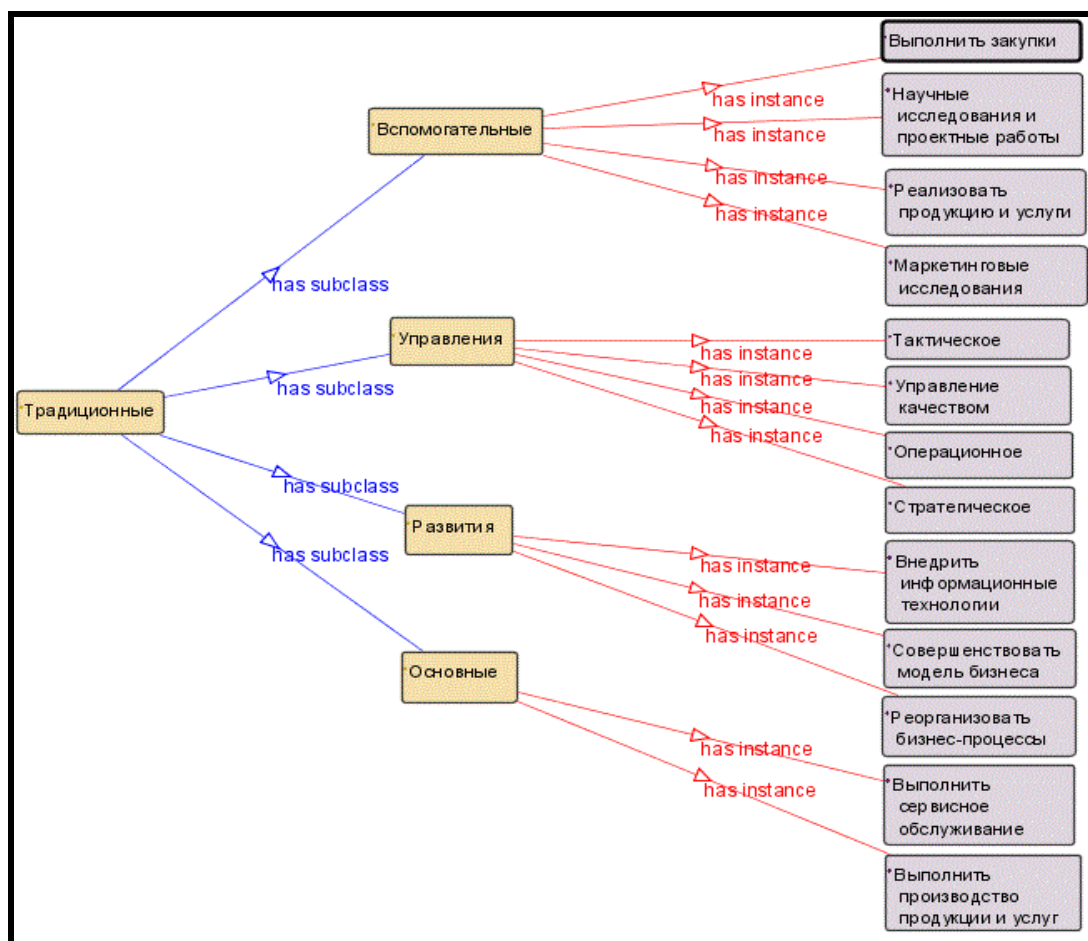 Выполнить закупки
has instance
Научные
исследования и
проектные работы
Вспомогательные
has instance
has instance
Реализовать
продукцию и услуги
has instance
Маркетинговые
исследования
has subclass
Управления
Тактическое
has instance
has subclass
has instance
Управление
качеством
Традиционные
has instance
has instance
Операционное
has subclass
Стратегическое
Развития
has subclass
has instance
Внедрить
информационные
технологии
has instance
has instance
Совершенствовать
модель бизнеса
Основные
Реорганизовать
бизнес-процессы
has instance
has instance
Выполнить
сервисное
обслуживание
Выполнить
производство
продукции и услуг